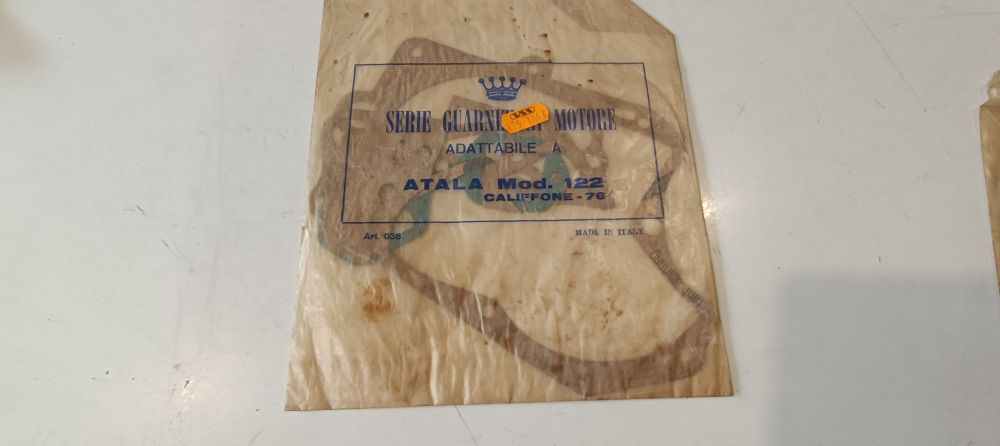 SERIE GUARNIZIONI MOTORE
ADATTABILE A
ATALA Mod. 122
CALIFFONE - 76
Art. 036
MADE IN ITALY